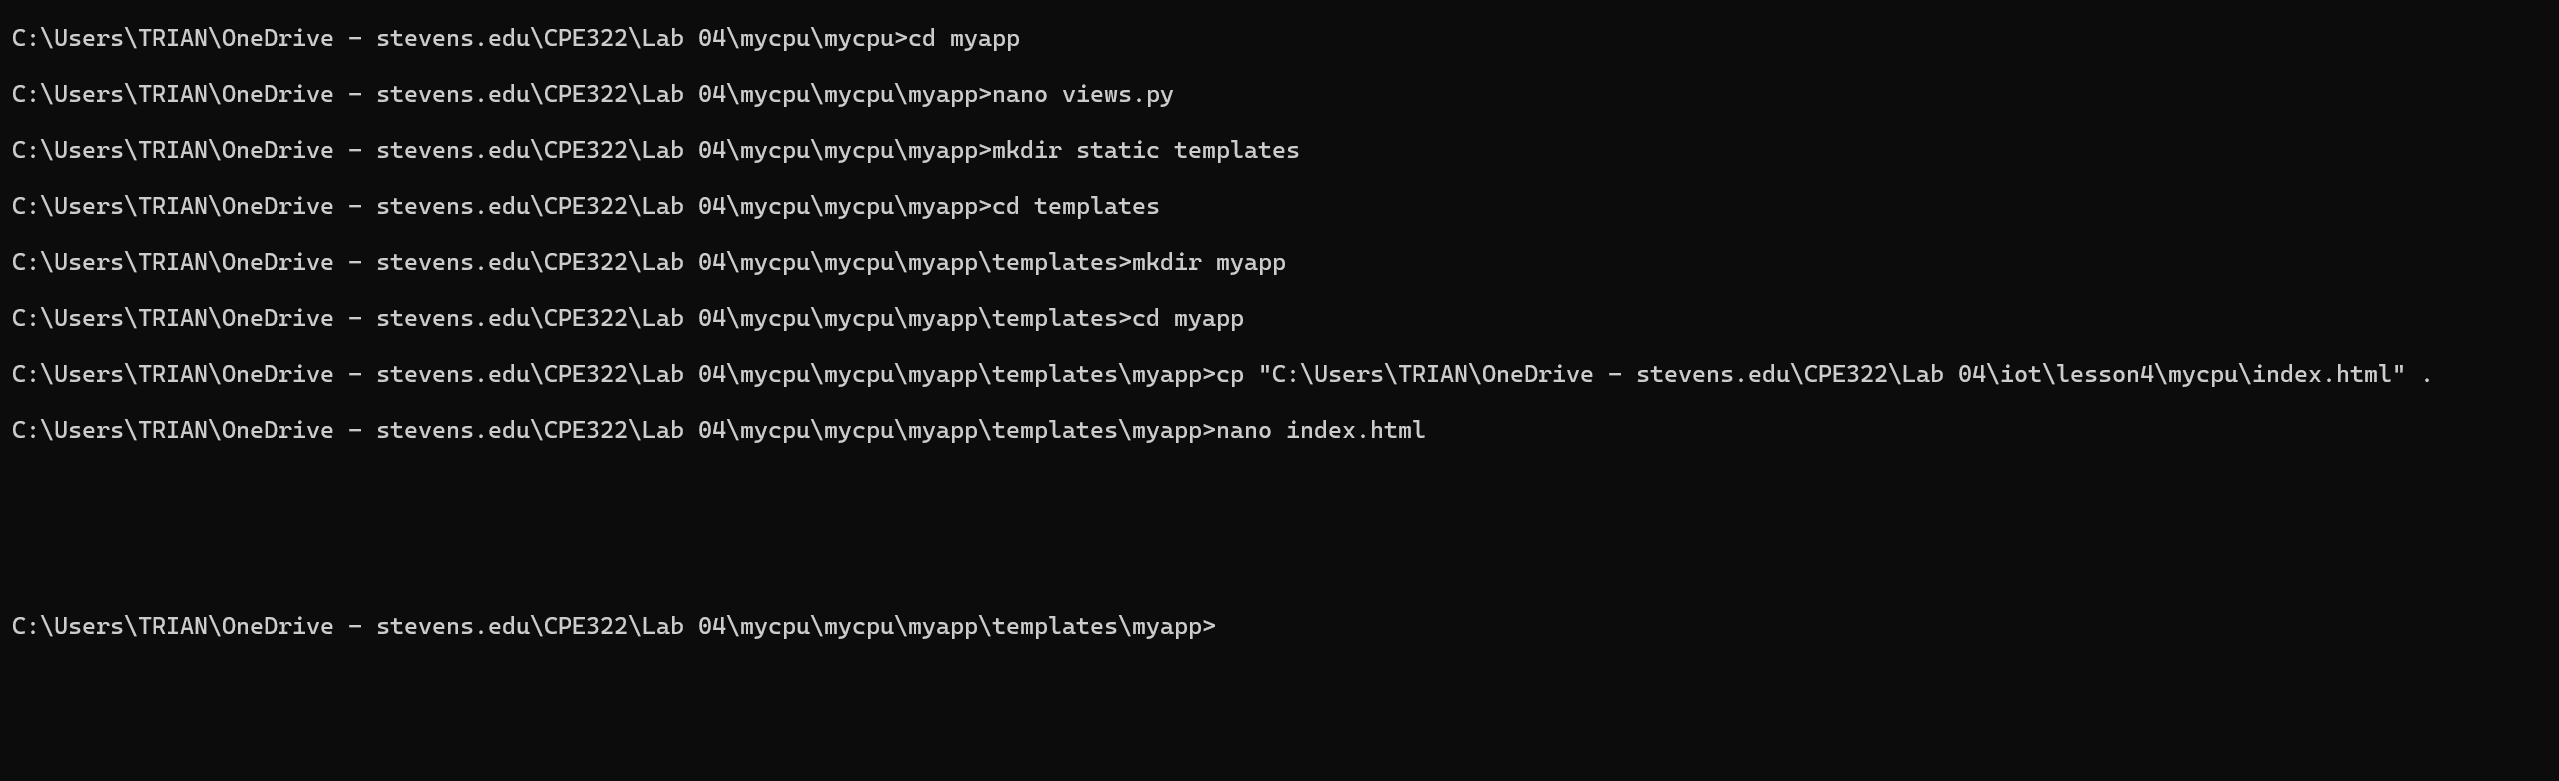 C:\Users\TRIAN\OneDrive - stevens.edu\CPE322\Lab 04\mycpu\mycpu>cd myapp
C:\Users\TRIAN\OneDrive - stevens.edu\CPE322\Lab 04\mycpu\mycpu\myapp>nano views.py
C:\Users\TRIAN\OneDrive - stevens.edu\CPE322\Lab 04\mycpu\mycpu\myapp>mkdir static templates
C:\Users\TRIAN\OneDrive - stevens.edu\CPE322\Lab 04\mycpu\mycpu\myapp>cd templates
C:\Users\TRIAN\OneDrive - stevens.edu\CPE322\Lab 04\mycpu\mycpu\myapp\templates>mkdir myapp
C:\Users\TRIAN\OneDrive - stevens.edu\CPE322\Lab 04\mycpu\mycpu\myapp\templates>cd myapp
C:\Users\TRIAN\OneDrive - stevens.edu\CPE322\Lab 04\mycpu\mycpu\myapp\templates\myapp>cp "C:\Users\TRIAN\OneDrive - stevens.edu\CPE322\Lab 04\iot\lesson4\mycpu\index.html" .
C:\Users\TRIAN\OneDrive - stevens.edu\CPE322\Lab 04\mycpu\mycpu\myapp\templates\myapp>nano index.html
C:\Users\TRIAN\OneDrive - stevens.edu\CPE322\Lab 04\mycpu\mycpu\myapp\templates\myapp>